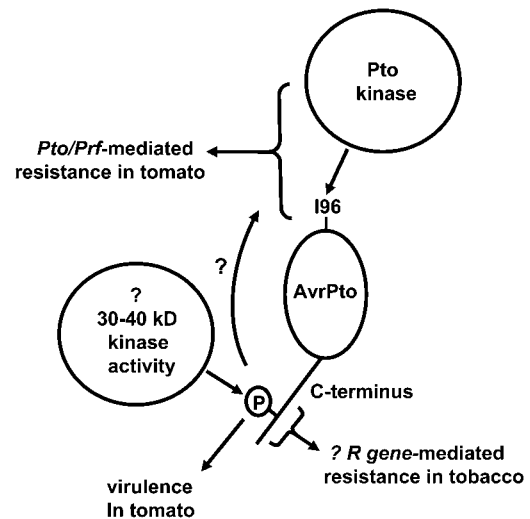 Pto
kinase
Pto/Prf-mediated
resistance in tomato
I96
AvrPto
?
?
30-40 kD
kinase
activity
P
C-terminus
? R gene-mediated
resistance in tobacco
virulence
In tomato